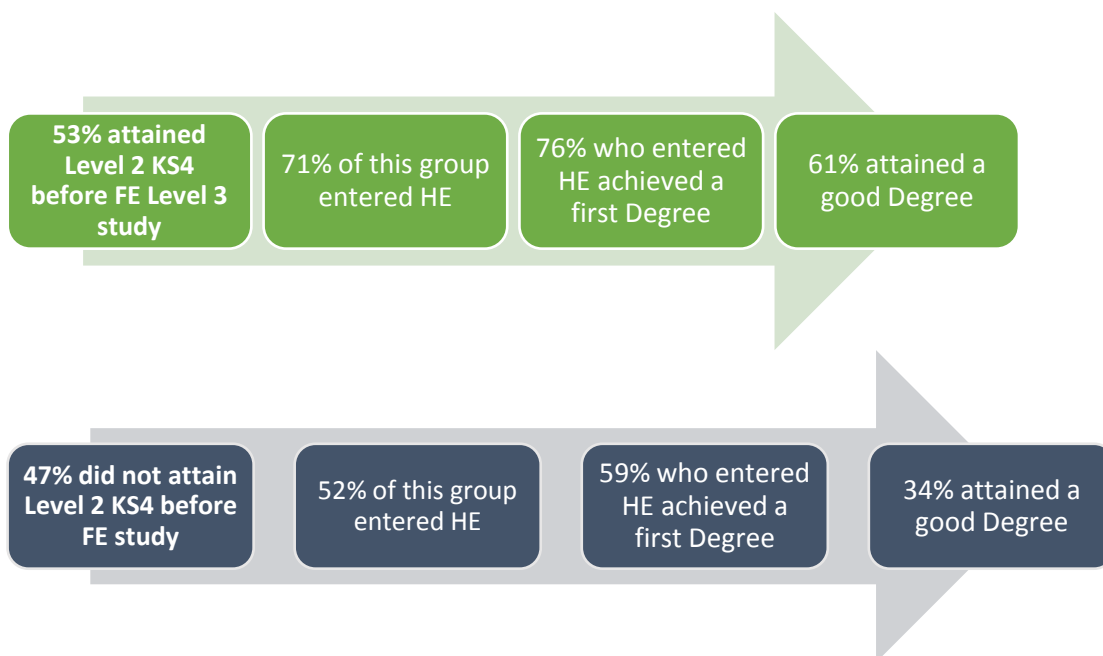 53% attained
Level 2 KS4
before FE Level 3
study
71% of this group
entered HE
76% who entered
HE achieved a
first Degree
61% attained a
good Degree
47% did not attain
Level 2 KS4 before
FE study
52% of this group
entered HE
59% who entered
HE achieved a
first Degree
34% attained a
good Degree